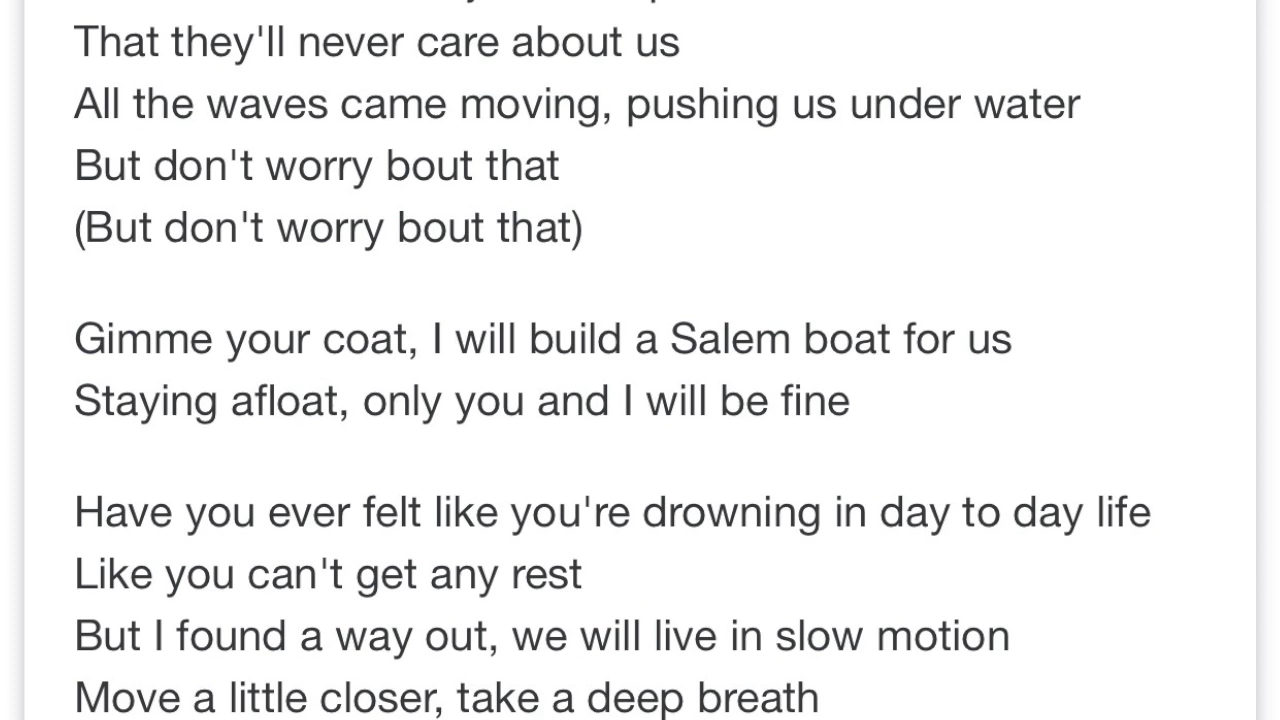 That they'll never care about us
All the waves came moving, pushing us under water
But don't worry bout that
(But don't worry bout that)
Gimme your coat, I will build a Salem boat for us
Staying afloat, only you and I will be fine
Have you ever felt like you're drowning in day to day life
Like you can't get any rest
But I found a way out, we will live in slow motion
Move a little closer, take a deep breath